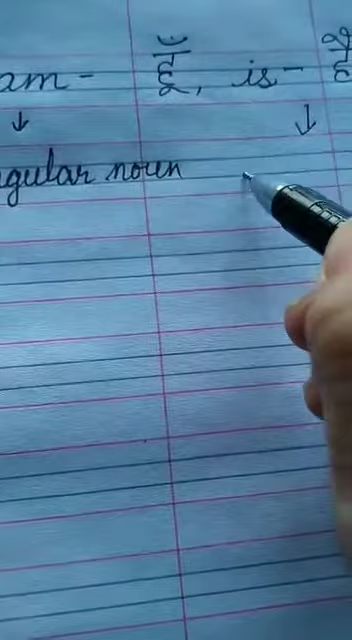 am - हूँ, is - है
↓ ↓
gular noun